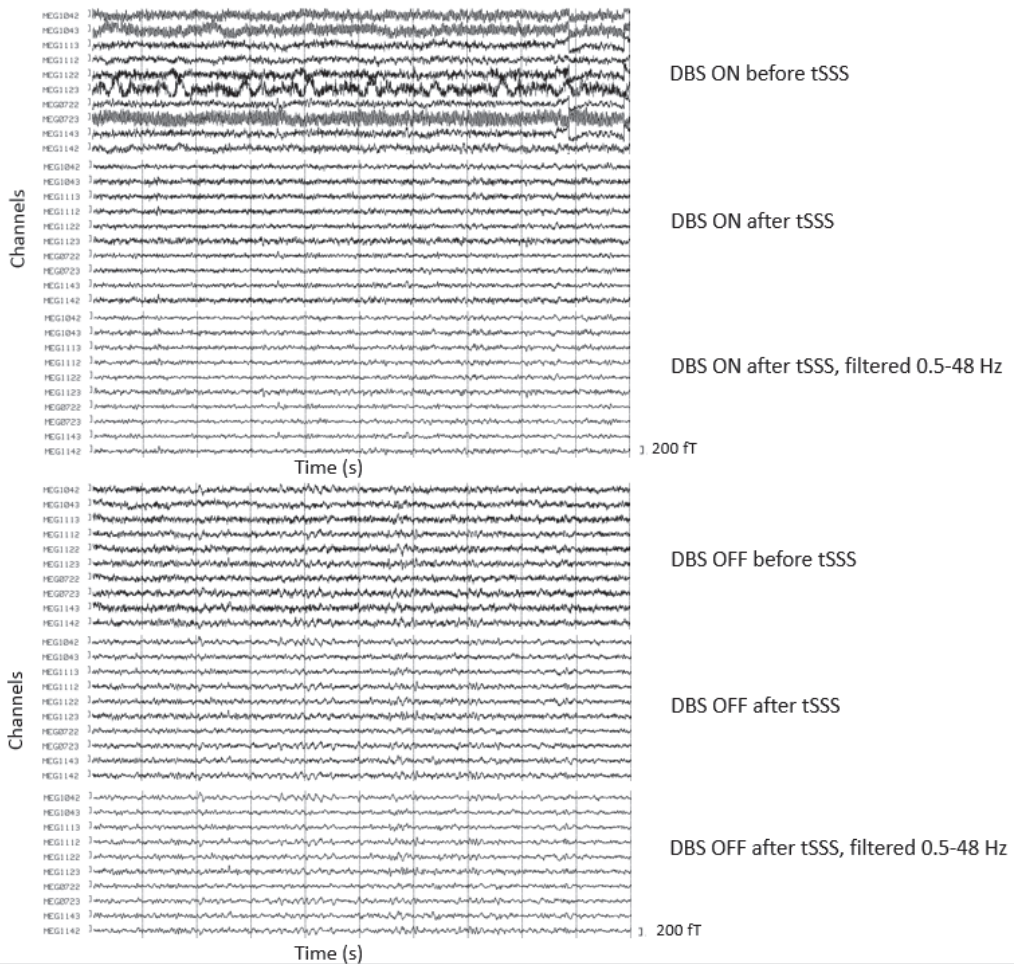 MEG1042
MEG1043
MEG1113
MEG1112
MEG1122
MEG1123
MEG0722
MEG0723
MEG1143
MEG1142
DBS ON before tSSS
MEG1042
MEG1043
MEG1113
MEG1112
MEG1122
MEG1123
MEG0722
MEG0723
MEG1143
MEG1142
DBS ON after tSSS
Channels
MEG1042
MEG1043
MEG1113
MEG1112
MEG1122
MEG1123
MEG0722
MEG0723
MEG1143
MEG1142
DBS ON after tSSS, filtered 0.5-48 Hz
200 fT
Time (s)
MEG1042
MEG1043
MEG1113
MEG1112
MEG1122
MEG1123
MEG0722
MEG0723
MEG1143
MEG1142
DBS OFF before tSSS
MEG1042
MEG1043
MEG1113
MEG1112
MEG1122
MEG1123
MEG0722
MEG0723
MEG1143
MEG1142
DBS OFF after tSSS
Channels
MEG1042
MEG1043
MEG1113
MEG1112
MEG1122
MEG1123
MEG0722
MEG0723
MEG1143
MEG1142
DBS OFF after tSSS, filtered 0.5-48 Hz
200 fT
Time (s)